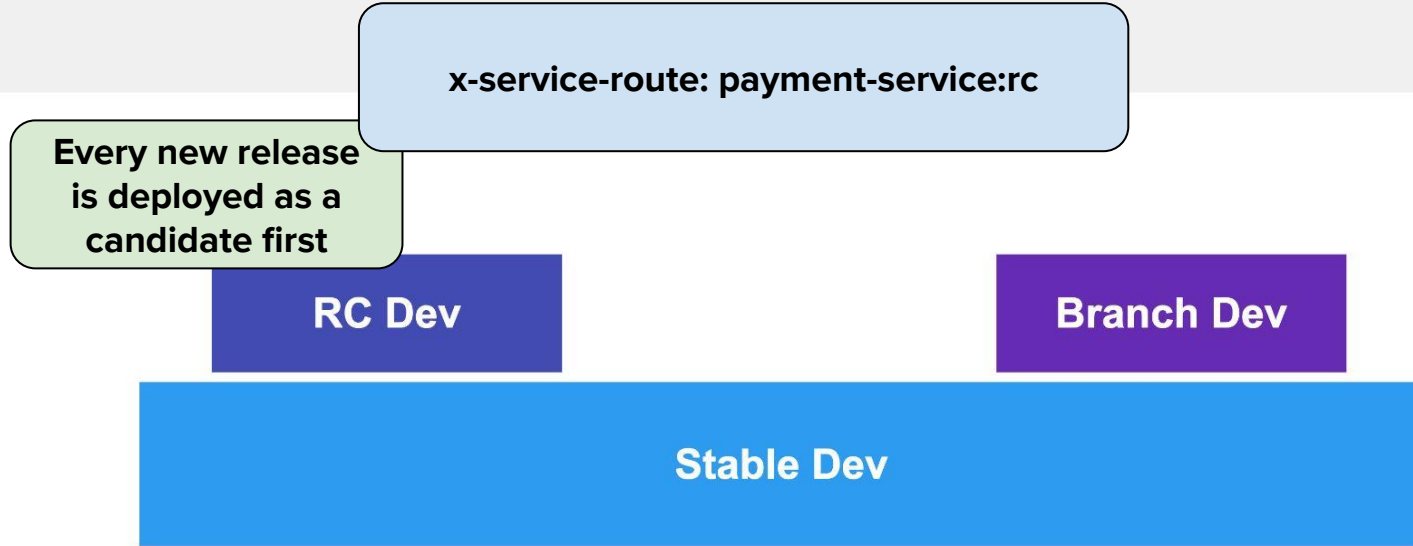 x-service-route: payment-service:rc
Every new release
is deployed as a
candidate first
RC Dev
Branch Dev
Stable Dev